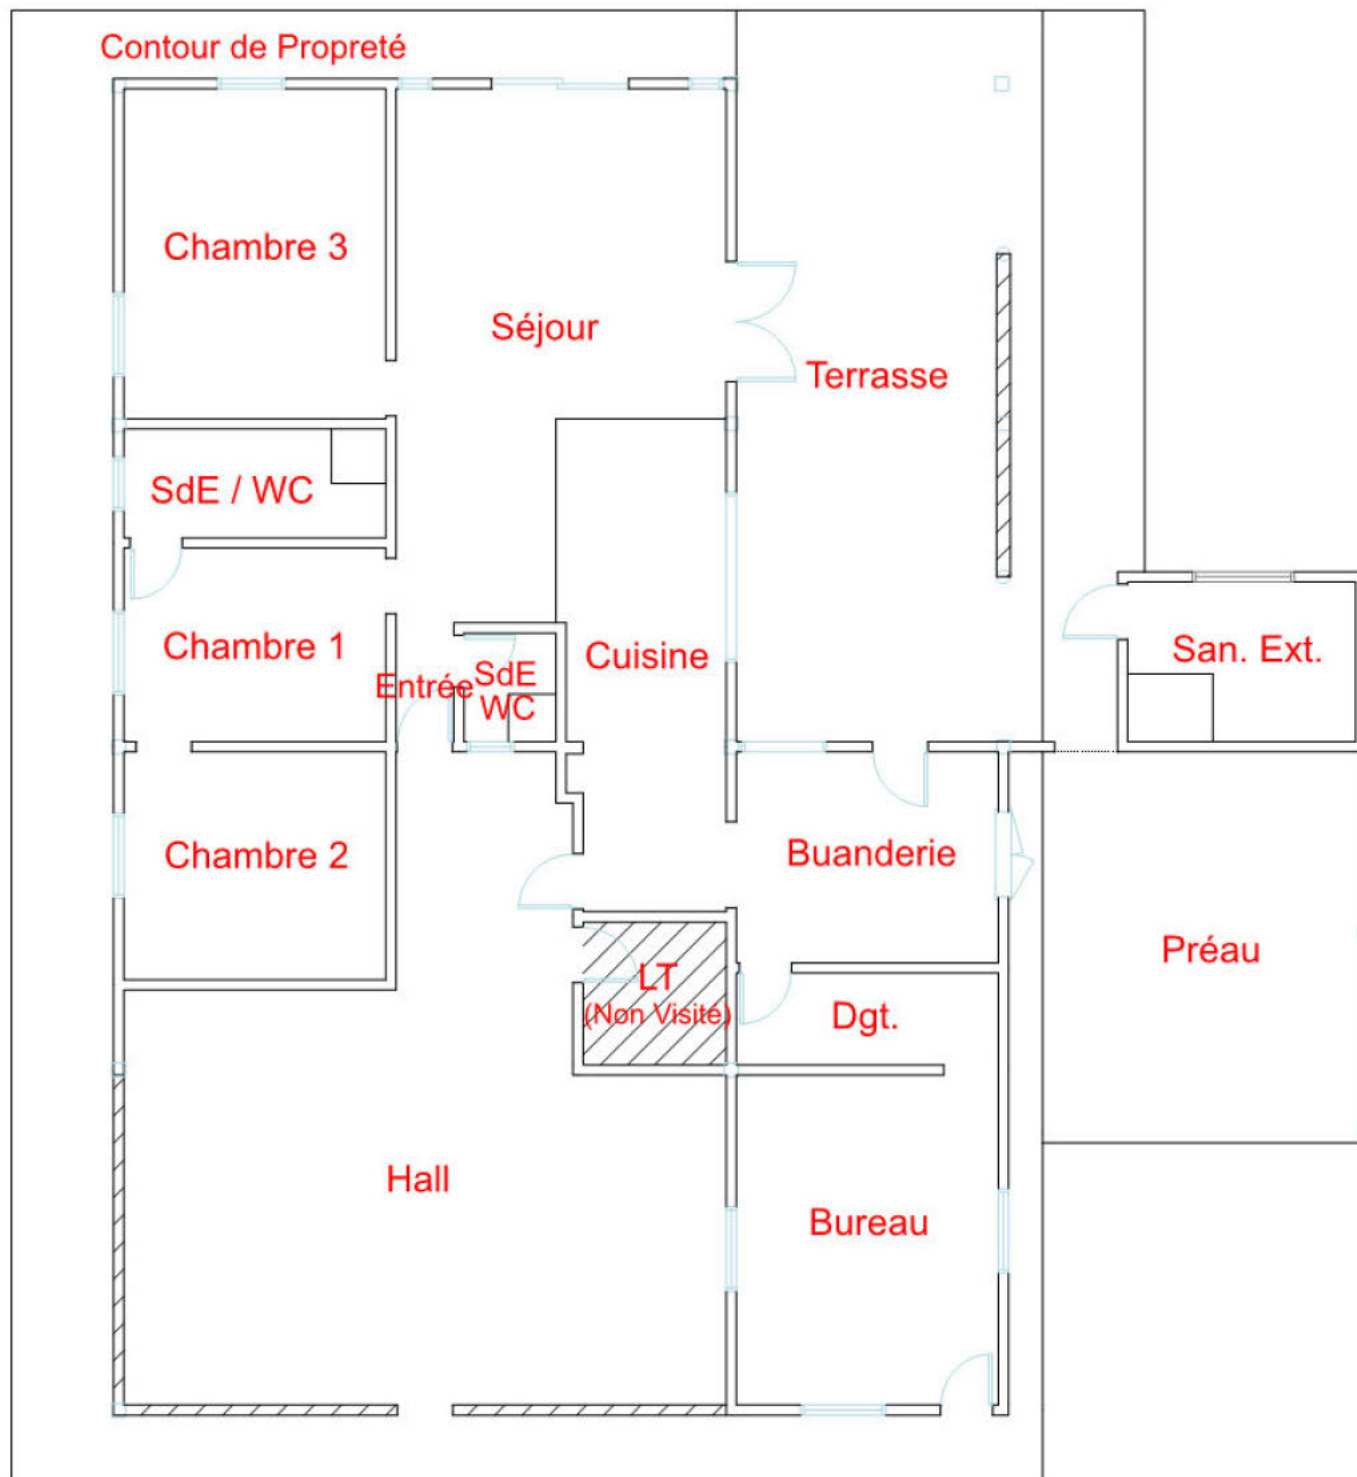 Contour de Propreté
Chambre 3
Séjour
Terrasse
SdE / WC
Chambre 1
Entrée
SdE
WC
Cuisine
San. Ext.
Chambre 2
Buanderie
Préau
LT
(Non Visité)
Dgt.
Hall
Bureau